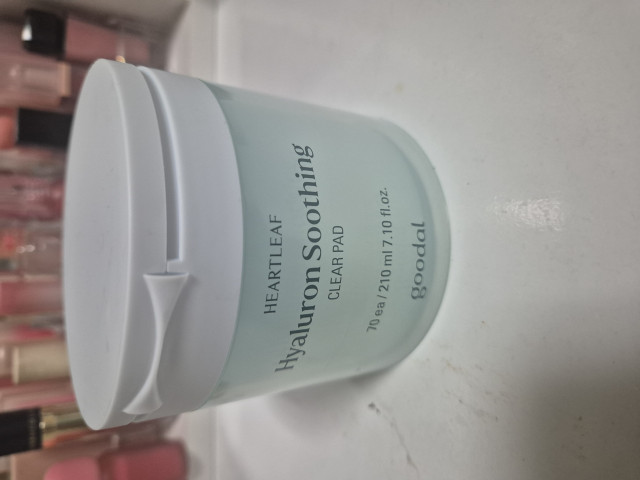 HEARTLEAF
Hyaluron Soothing
CLEAR PAD
70 ea / 210 ml 7.10 fl.oz.
goodal